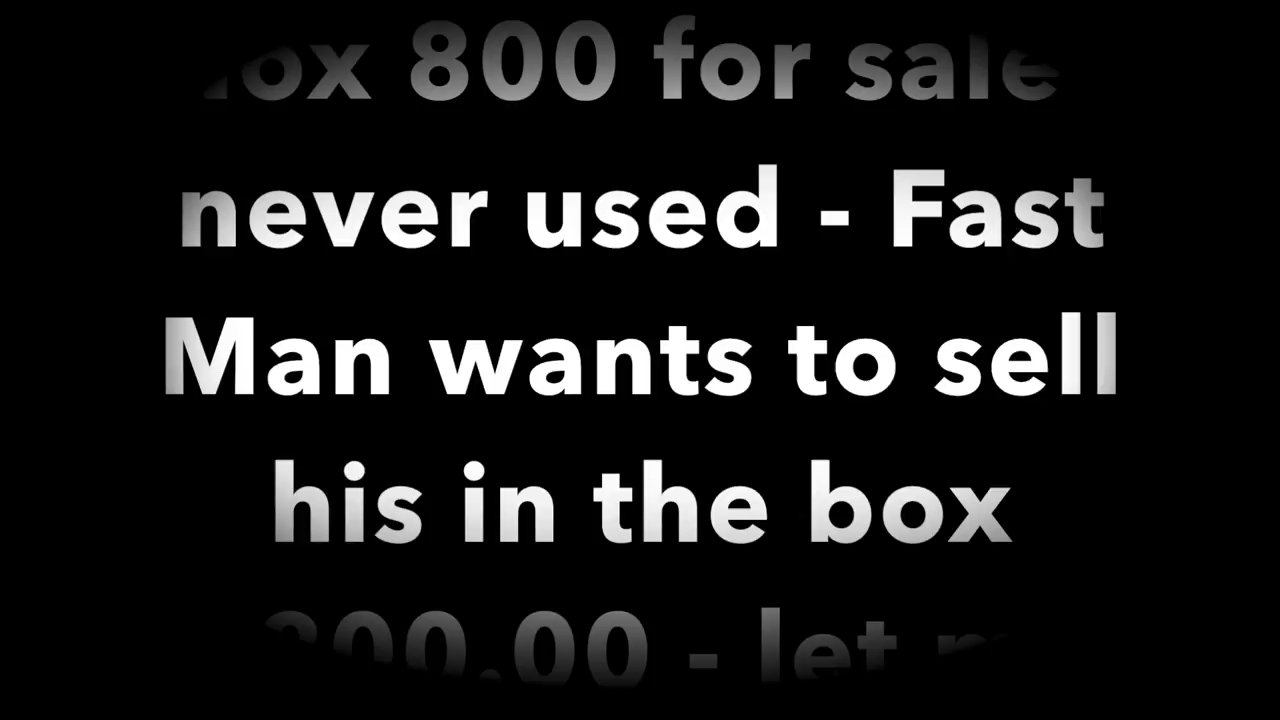 800 for sale
never used - Fast
Man wants to sell
his in the box
let